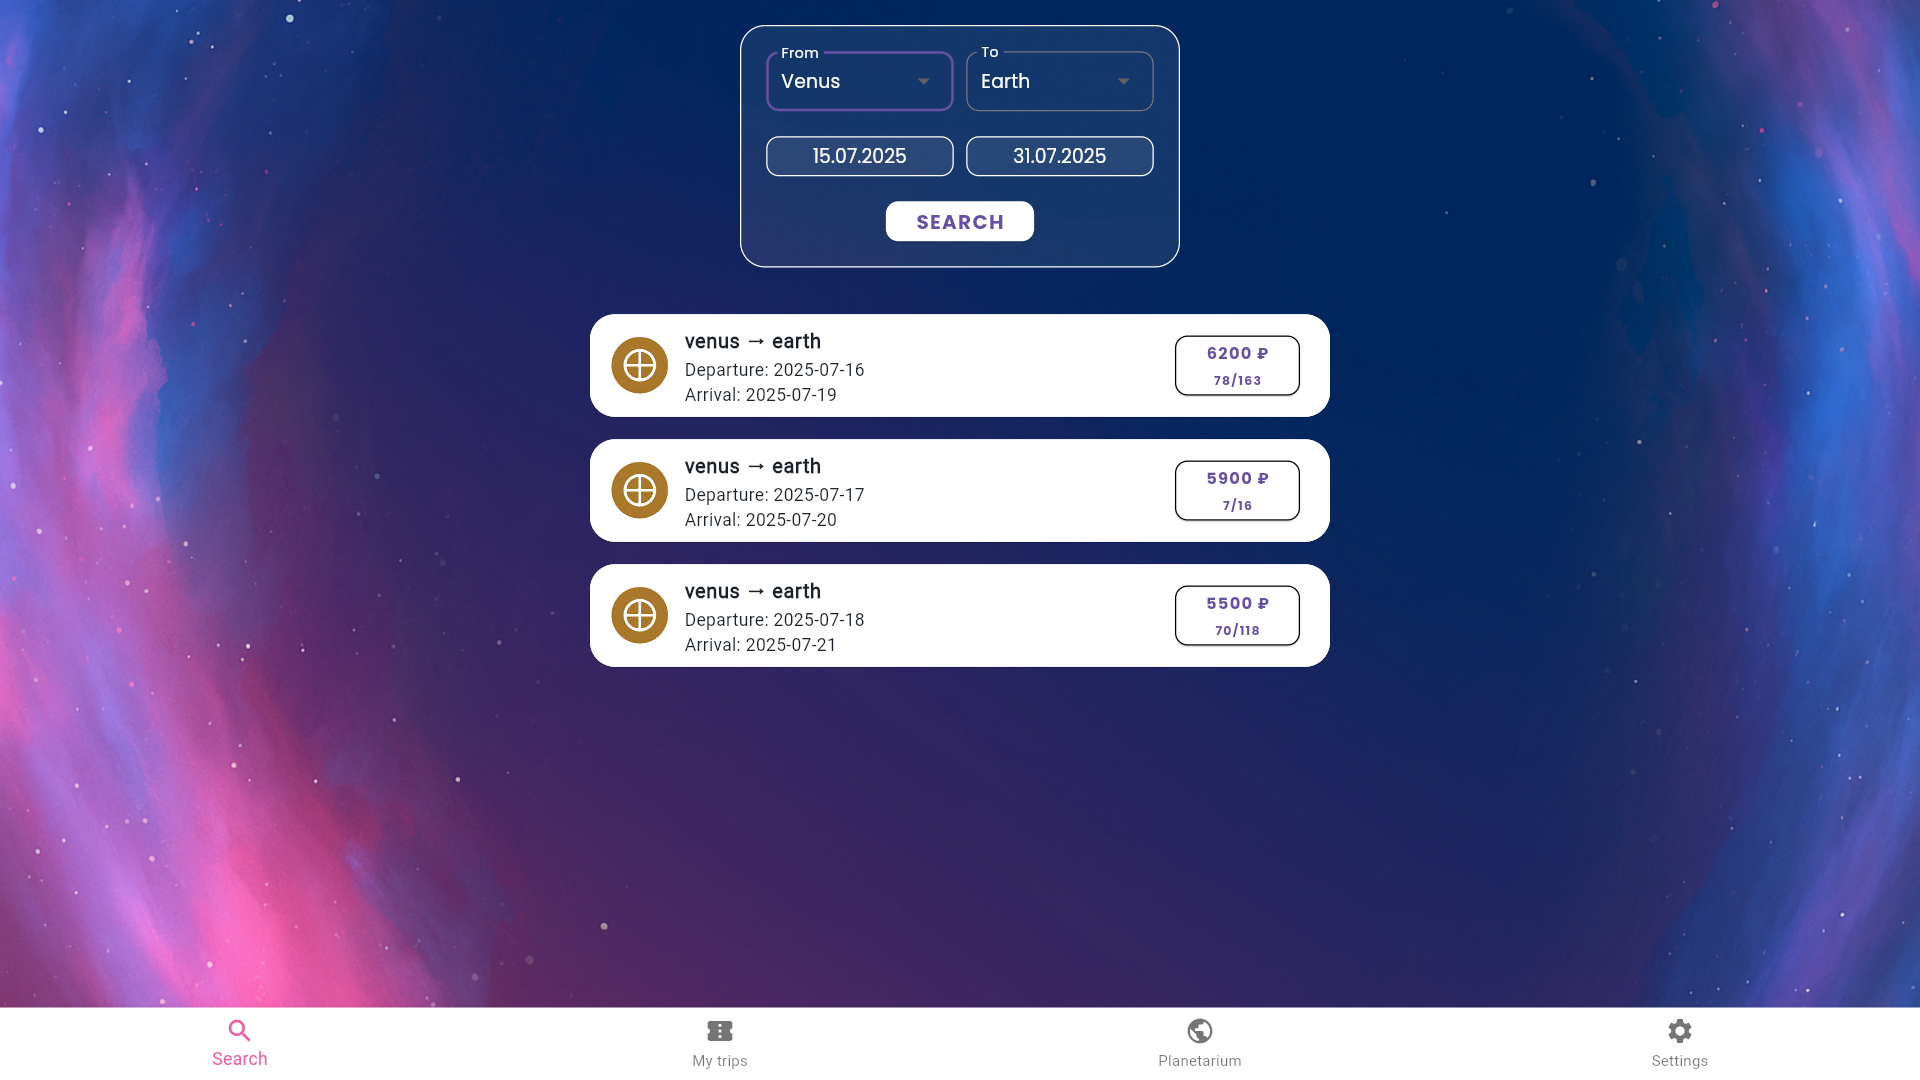 From
To
Venus
Earth
15.07.2025
31.07.2025
SEARCH
venus → earth
Departure: 2025-07-16
Arrival: 2025-07-19
6200 ₽
78/163
venus → earth
Departure: 2025-07-17
Arrival: 2025-07-20
5900 ₽
7/16
venus → earth
Departure: 2025-07-18
Arrival: 2025-07-21
5500 ₽
70/118
Search
My trips
Planetarium
Settings